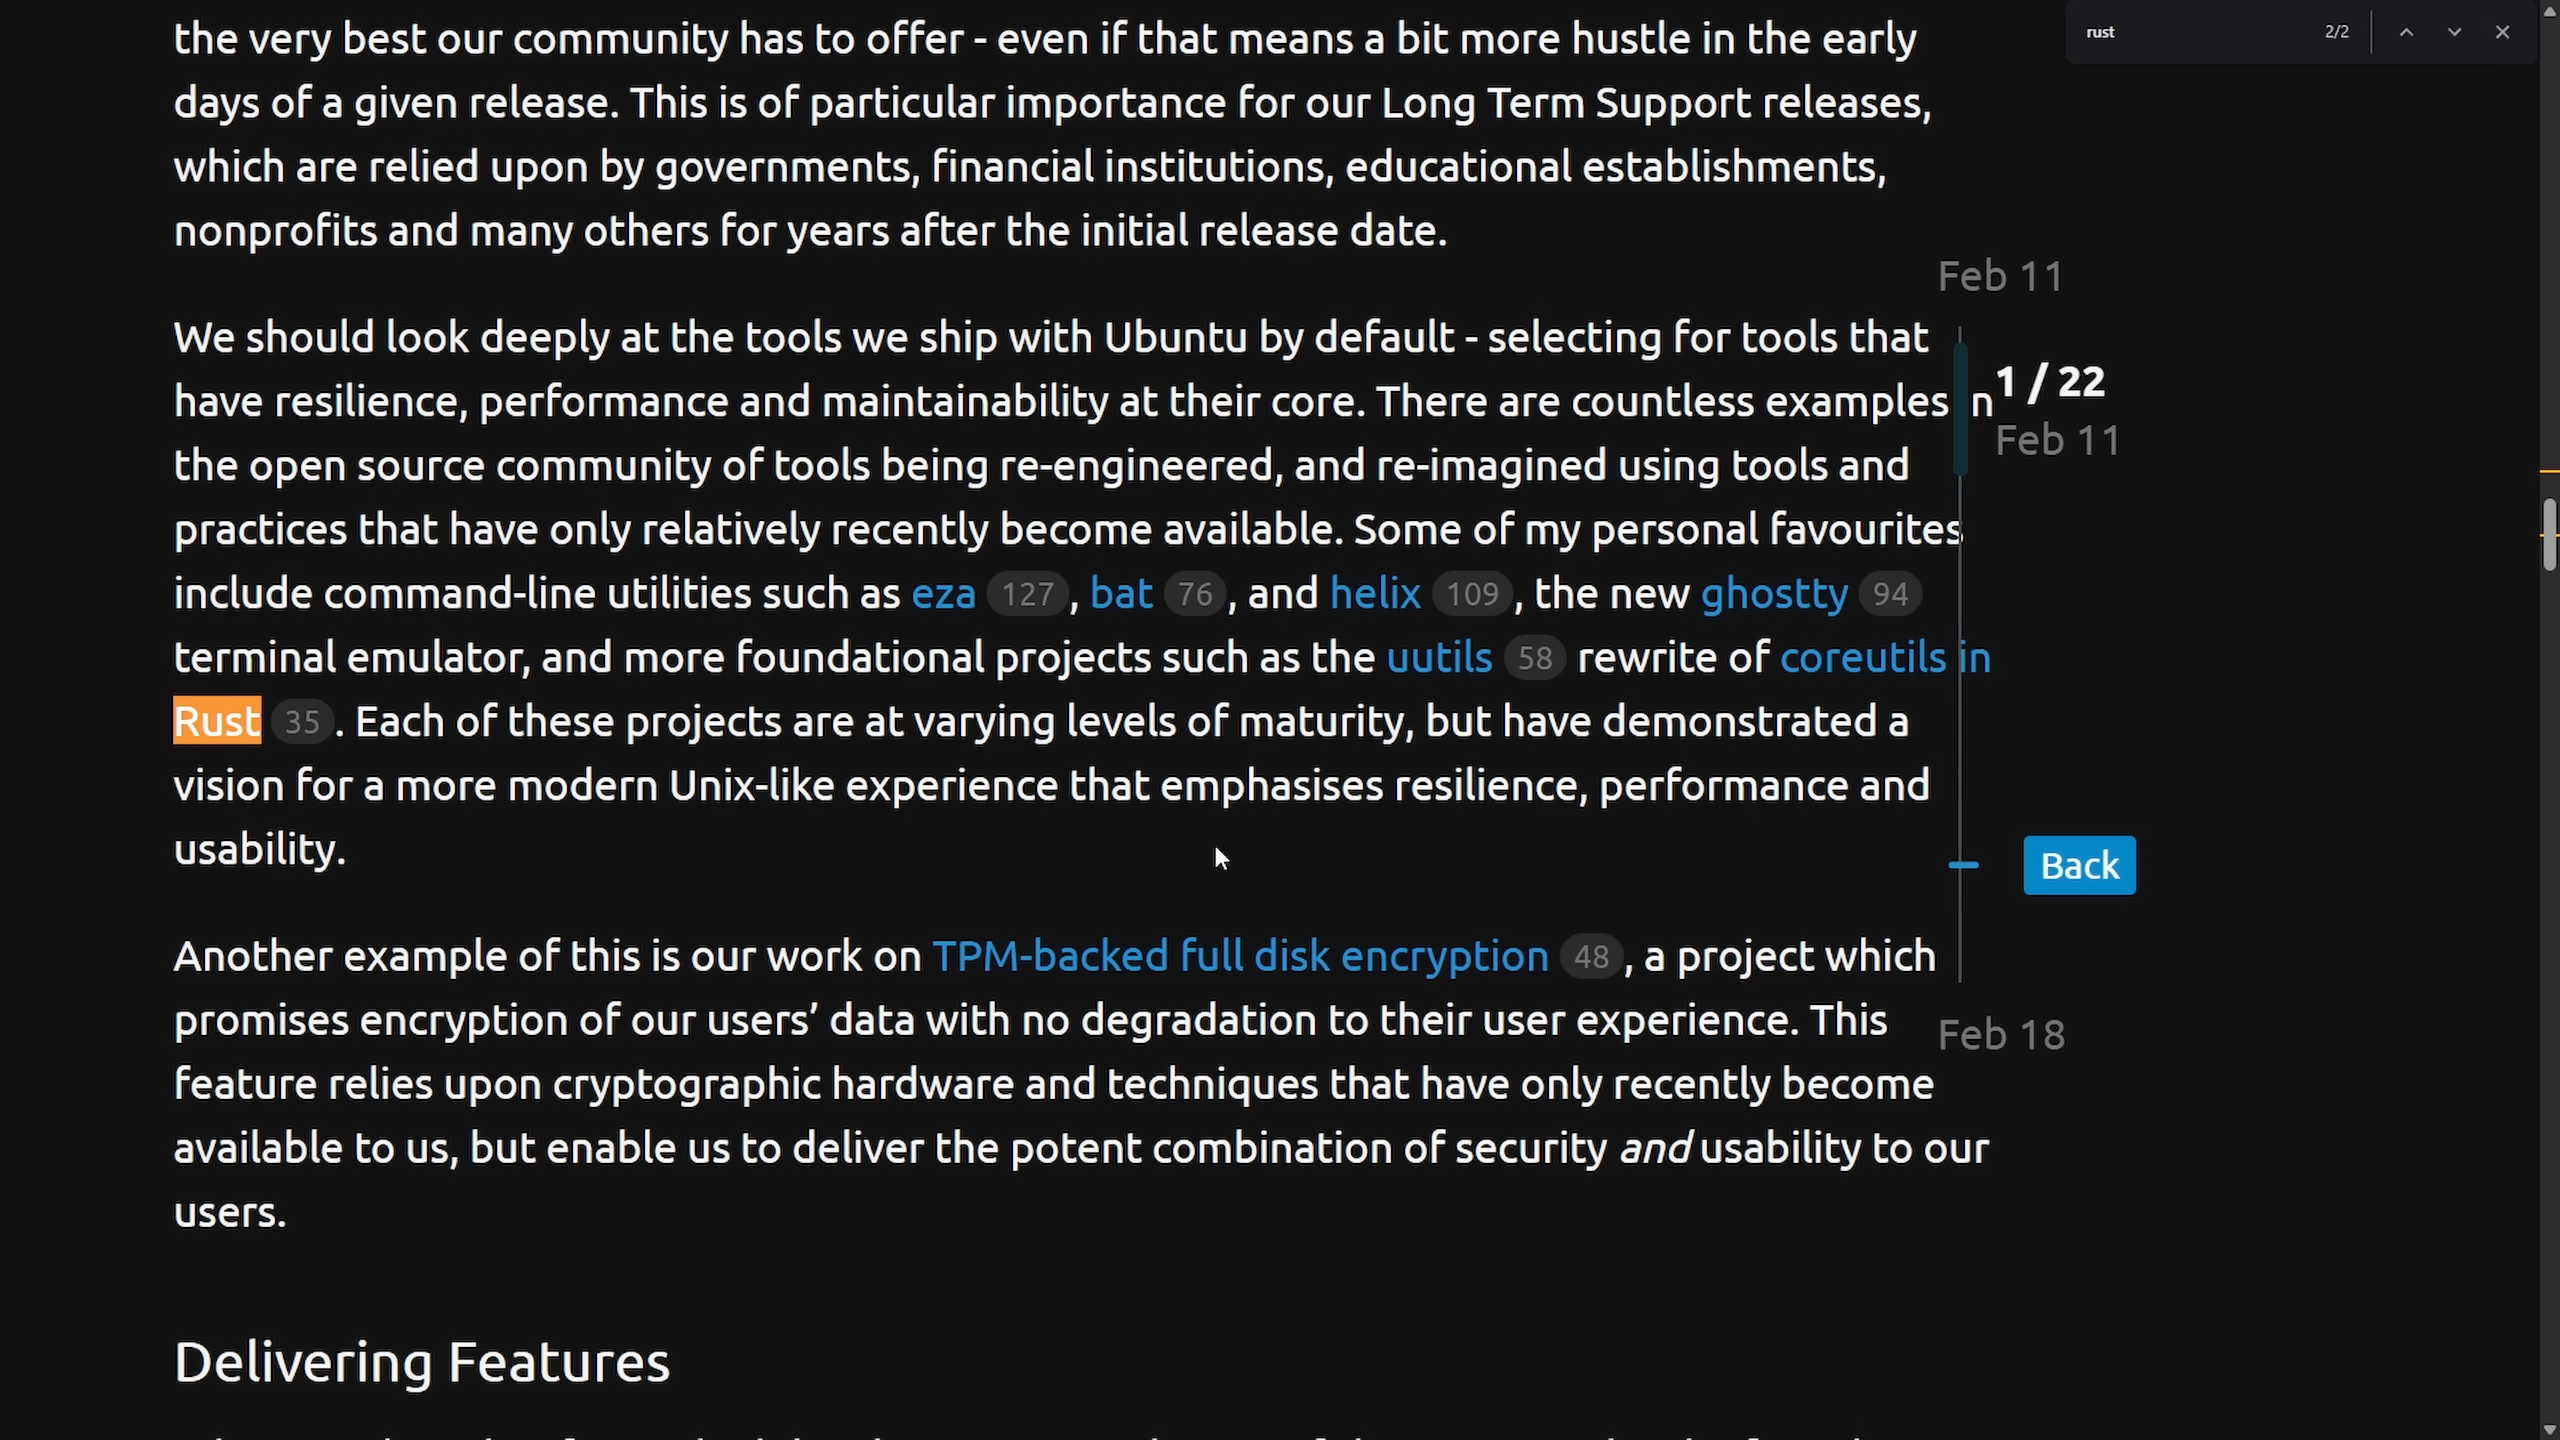 rust 2/2
the very best our community has to offer - even if that means a bit more hustle in the early
days of a given release. This is of particular importance for our Long Term Support releases,
which are relied upon by governments, financial institutions, educational establishments,
nonprofits and many others for years after the initial release date.
Feb 11
We should look deeply at the tools we ship with Ubuntu by default - selecting for tools that
have resilience, performance and maintainability at their core. There are countless examples in
1 / 22
Feb 11
the open source community of tools being re-engineered, and re-imagined using tools and
practices that have only relatively recently become available. Some of my personal favourites
include command-line utilities such as eza 127, bat 76, and helix 109, the new ghostty 94
terminal emulator, and more foundational projects such as the uutils 58 rewrite of coreutils in
Rust 35. Each of these projects are at varying levels of maturity, but have demonstrated a
vision for a more modern Unix-like experience that emphasises resilience, performance and
usability.
Back
Another example of this is our work on TPM-backed full disk encryption 48, a project which
promises encryption of our users’ data with no degradation to their user experience. This
Feb 18
feature relies upon cryptographic hardware and techniques that have only recently become
available to us, but enable us to deliver the potent combination of security and usability to our
users.
Delivering Features